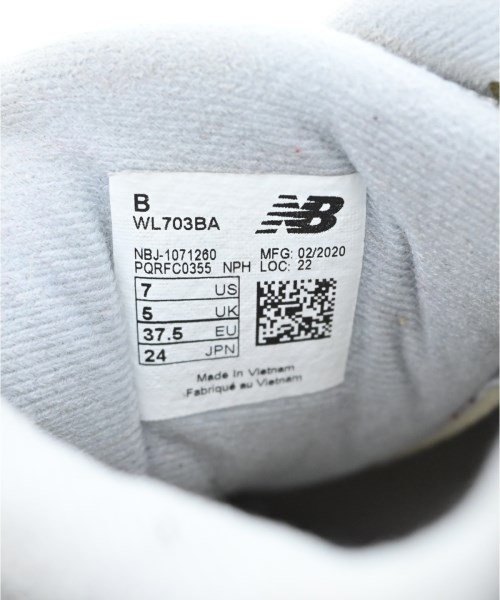 B
WL703BA
NB
NBJ-1071260 MFG: 02/2020
PQRFC0355 NPH LOC: 22
7 US
5 UK
37.5 EU
24 JPN
Made in Vietnam
Fabriqué au Vietnam